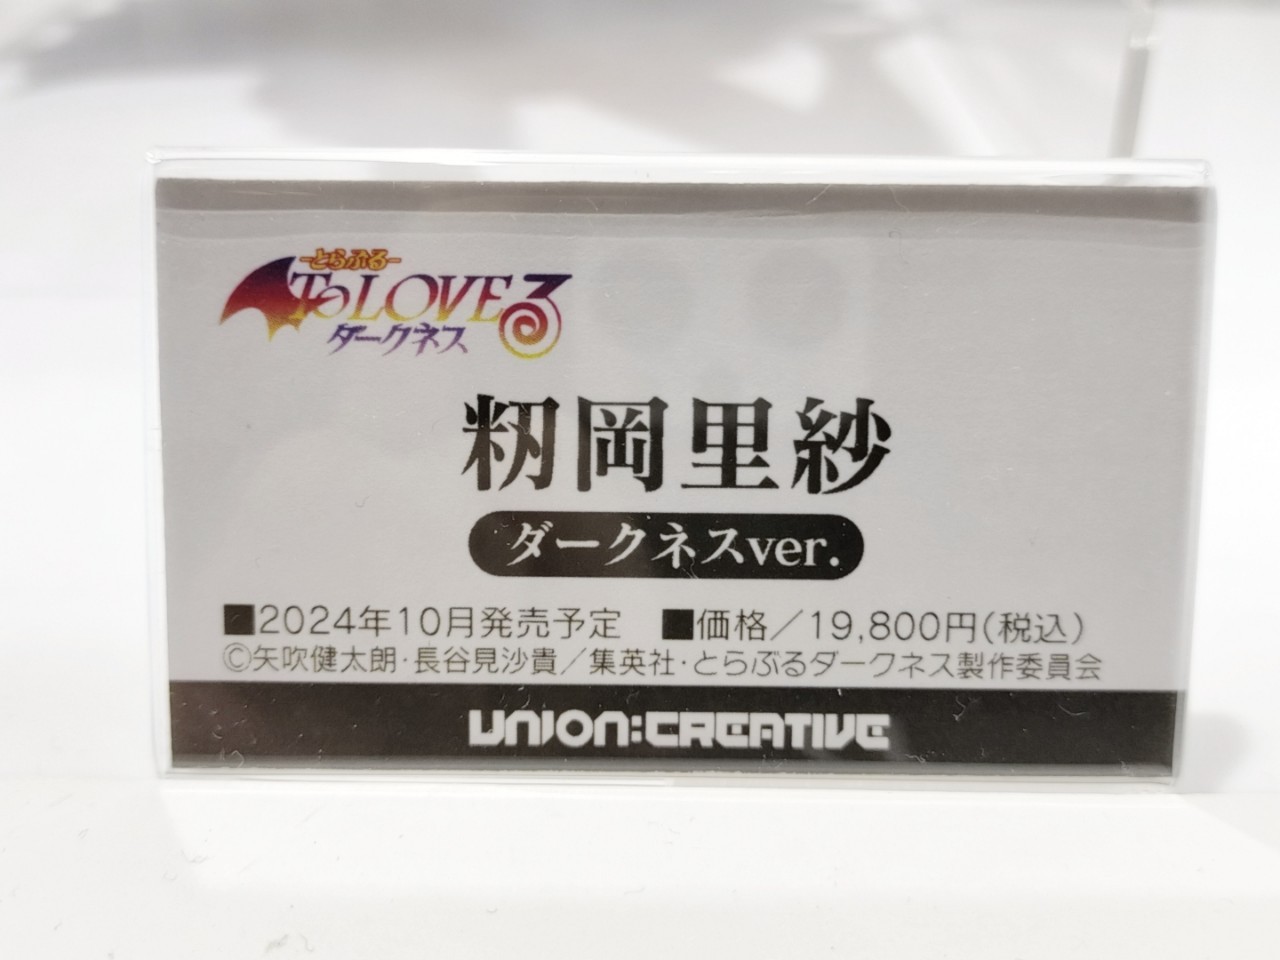 -とらぶる-
ToLOVEる
ダークネス
籾岡里紗
ダークネスver.
■2024年10月発売予定 ■価格／19,800円(税込)
©矢吹健太朗・長谷見沙貴／集英社・とらぶるダークネス製作委員会
UNION:CREATIVE